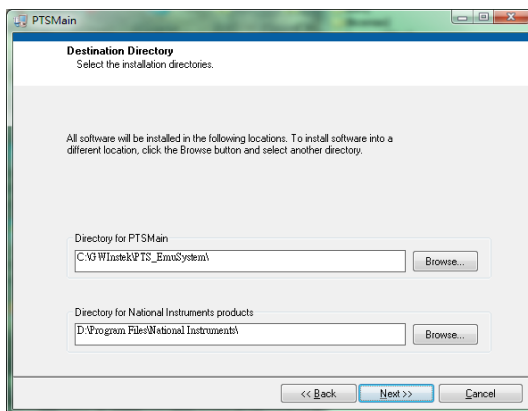 PTSMain
Destination Directory
Select the installation directories.
All software will be installed in the following locations. To install software into a
different location, click the Browse button and select another directory.
Directory for PTSMain
C:\GWInstek\PTS_EmuSystem\
Browse...
Directory for National Instruments products
D:\Program Files\National Instruments\
Browse...
<< Back
Next >>
Cancel